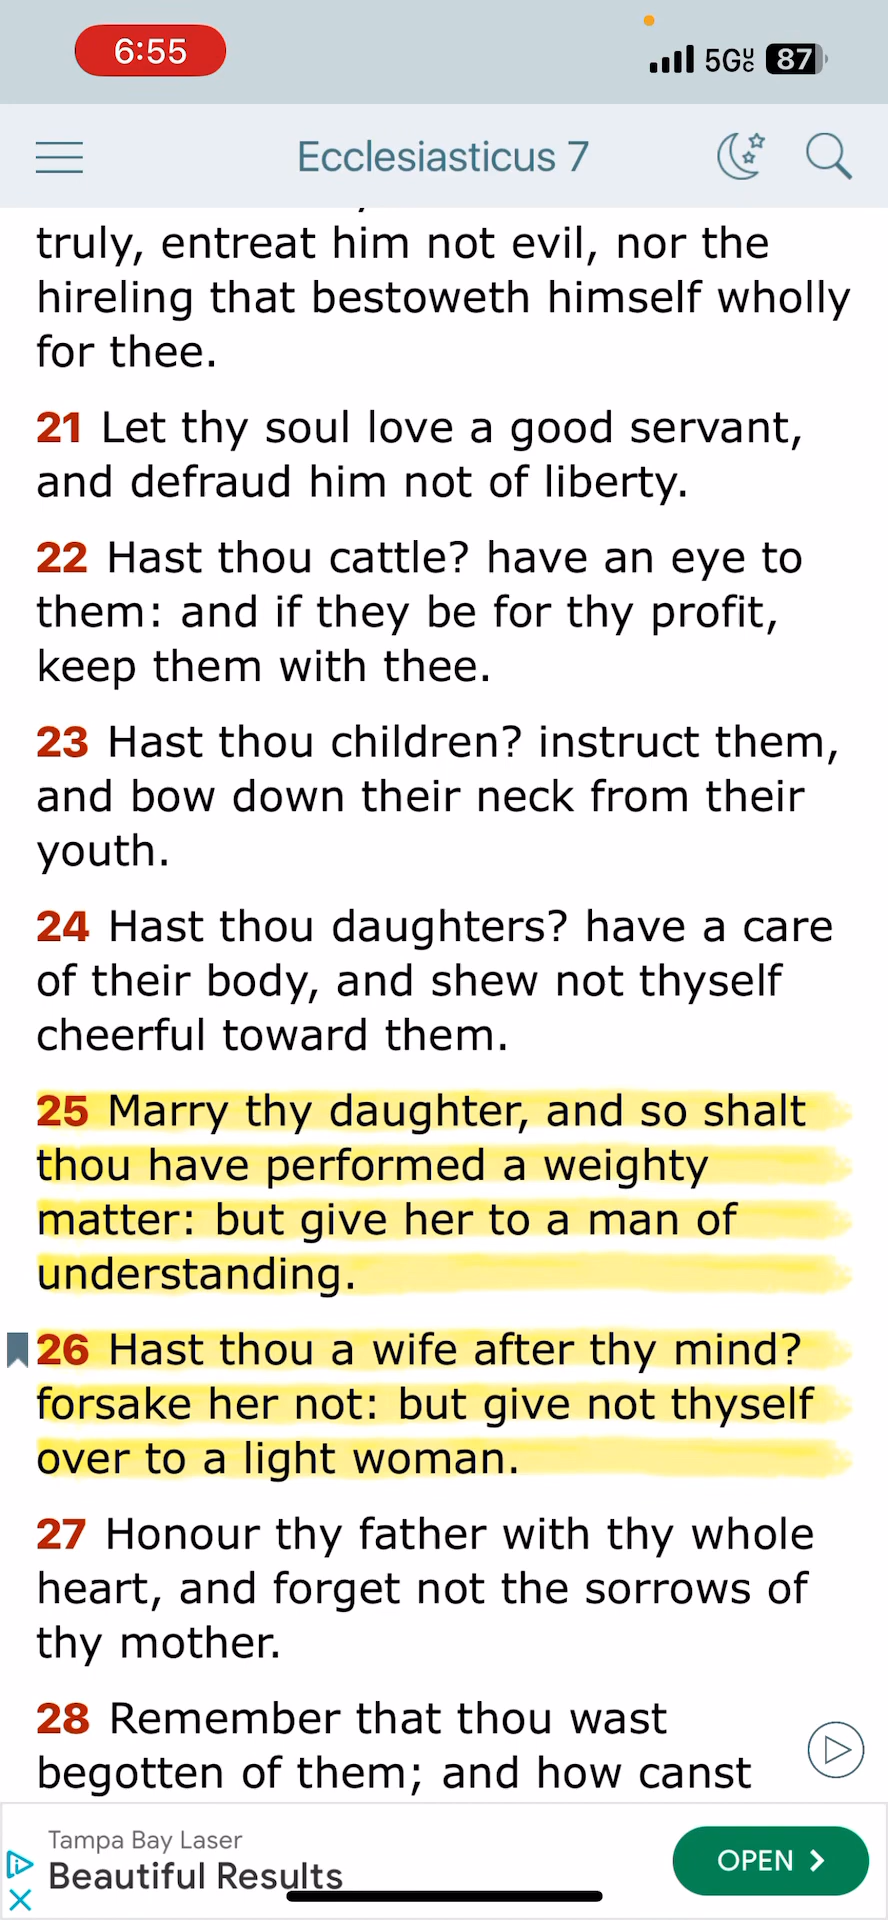 6:55
5GUC 87
Ecclesiasticus 7
truly, entreat him not evil, nor the
hireling that bestoweth himself wholly
for thee.
21 Let thy soul love a good servant,
and defraud him not of liberty.
22 Hast thou cattle? have an eye to
them: and if they be for thy profit,
keep them with thee.
23 Hast thou children? instruct them,
and bow down their neck from their
youth.
24 Hast thou daughters? have a care
of their body, and shew not thyself
cheerful toward them.
25 Marry thy daughter, and so shalt
thou have performed a weighty
matter: but give her to a man of
understanding.
26 Hast thou a wife after thy mind?
forsake her not: but give not thyself
over to a light woman.
27 Honour thy father with thy whole
heart, and forget not the sorrows of
thy mother.
28 Remember that thou wast
begotten of them; and how canst
Tampa Bay Laser
Beautiful Results
OPEN